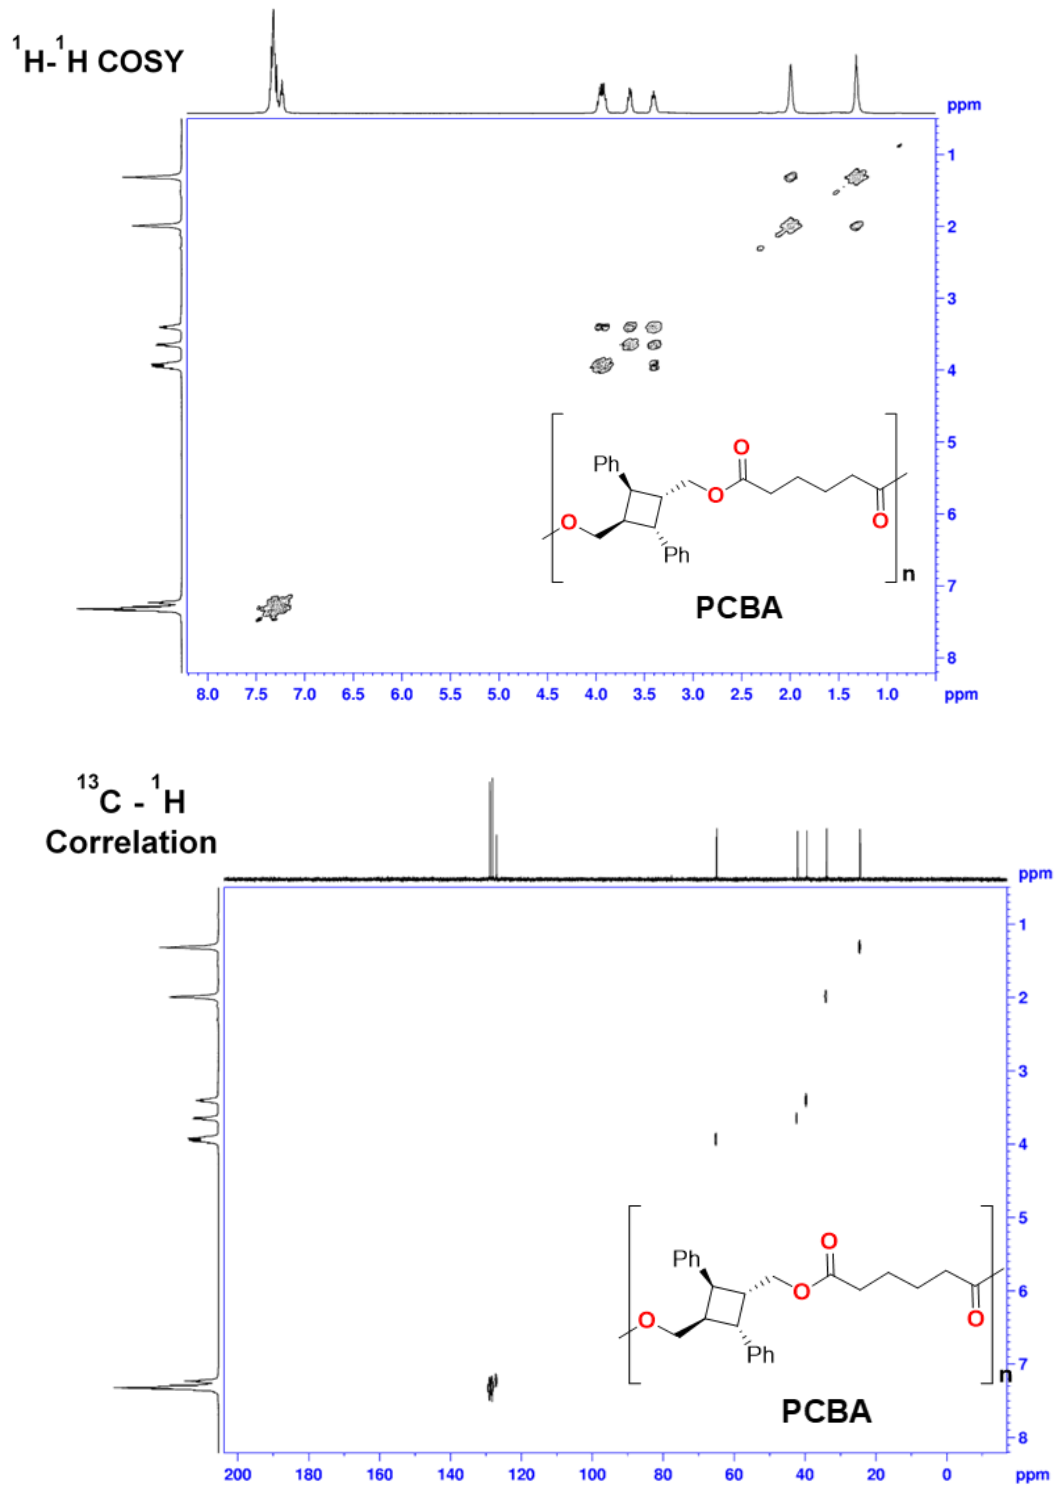 1H-1H COSY
ppm
1
2
3
4
5
6
7
8
Ph
O
O
O
O
Ph
n
PCBA
8.0 7.5 7.0 6.5 6.0 5.5 5.0 4.5 4.0 3.5 3.0 2.5 2.0 1.5 1.0 ppm
13C - 1H
Correlation
ppm
1
2
3
4
5
6
7
8
Ph
O
O
O
O
Ph
n
PCBA
200 180 160 140 120 100 80 60 40 20 0 ppm